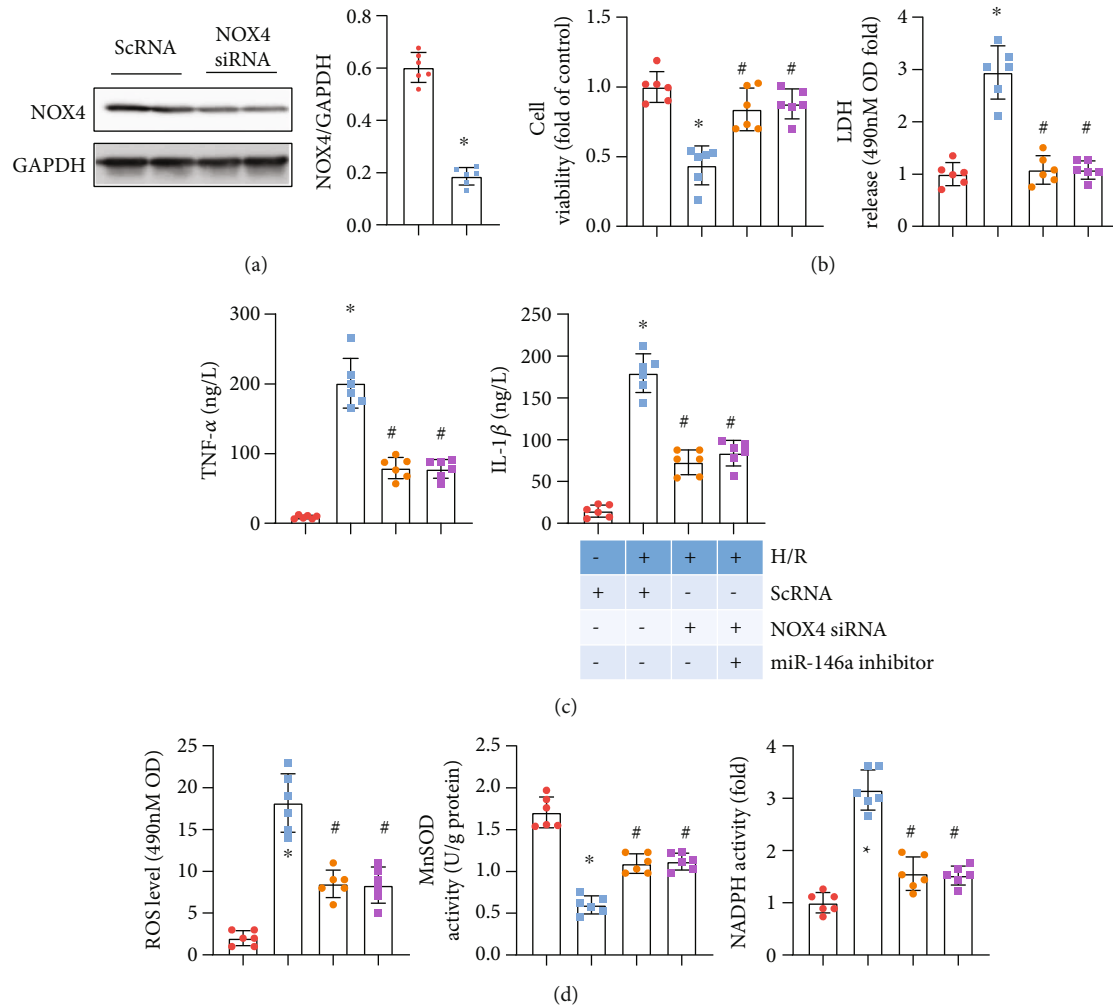 ScRNA
NOX4
siRNA
NOX4
GAPDH
NOX4/GAPDH
0.8
0.6
0.4
0.2
0.0
*
(a)
Cell
viability (fold of control)
1.5
1.0
0.5
0.0
*
#
#
LDH
release (490nM OD fold)
4
3
2
1
0
*
#
#
(b)
TNF-α (ng/L)
300
200
100
0
*
#
#
IL-1β (ng/L)
250
200
150
100
50
0
*
#
#
- + + + H/R
+ + - - ScRNA
- - + + NOX4 siRNA
- - - + miR-146a inhibitor
(c)
ROS level (490nM OD)
25
20
15
10
5
0
*
#
#
MnSOD
activity (U/g protein)
2.5
2.0
1.5
1.0
0.5
0.0
*
#
#
NADPH activity (fold)
4
3
2
1
0
*
#
#
(d)